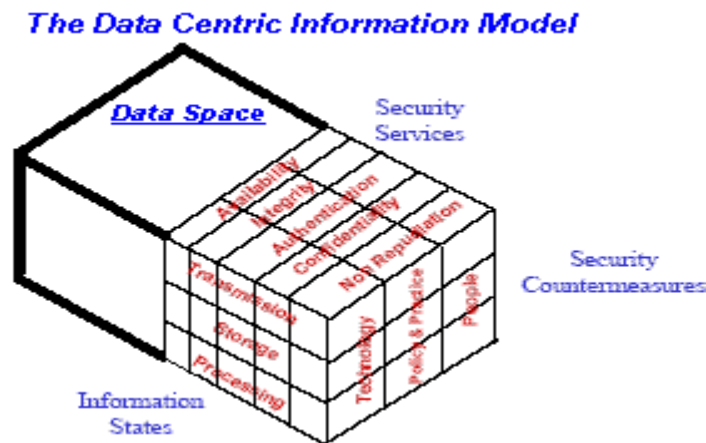 The Data Centric Information Model
Data Space
Security
Services
Availability
Integrity
Authentication
Confidentiality
Non Repudiation
Transmission
Storage
Processing
Technology
Policy & Practice
People
Security
Countermeasures
Information
States